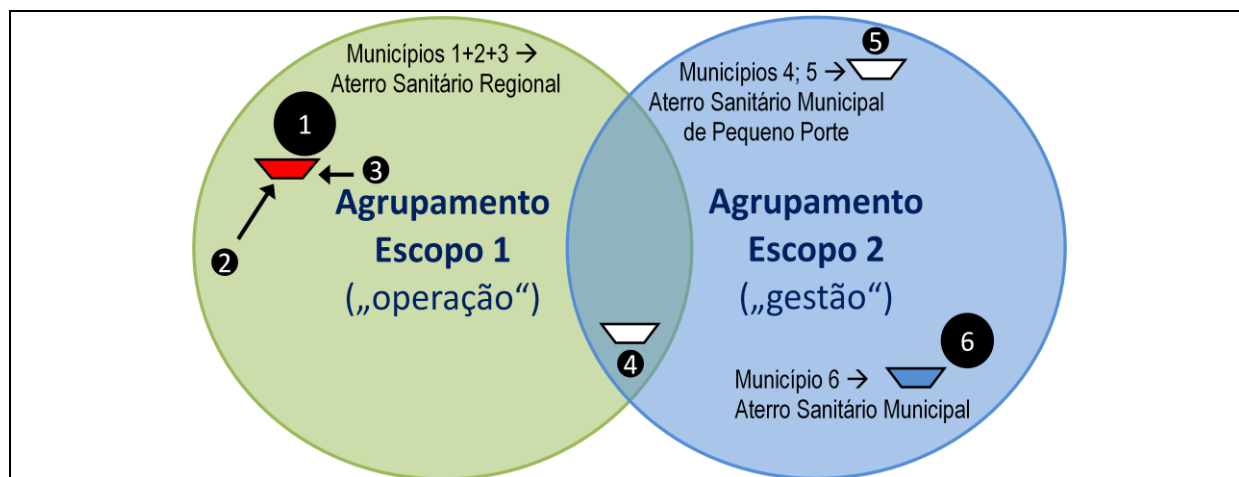 Municípios 1+2+3 →
Aterro Sanitário Regional
1
3
2
Agrupamento
Escopo 1
(„operação“)
5
Municípios 4; 5 →
Aterro Sanitário Municipal
de Pequeno Porte
Agrupamento
Escopo 2
(„gestão“)
4
6
Município 6 →
Aterro Sanitário Municipal